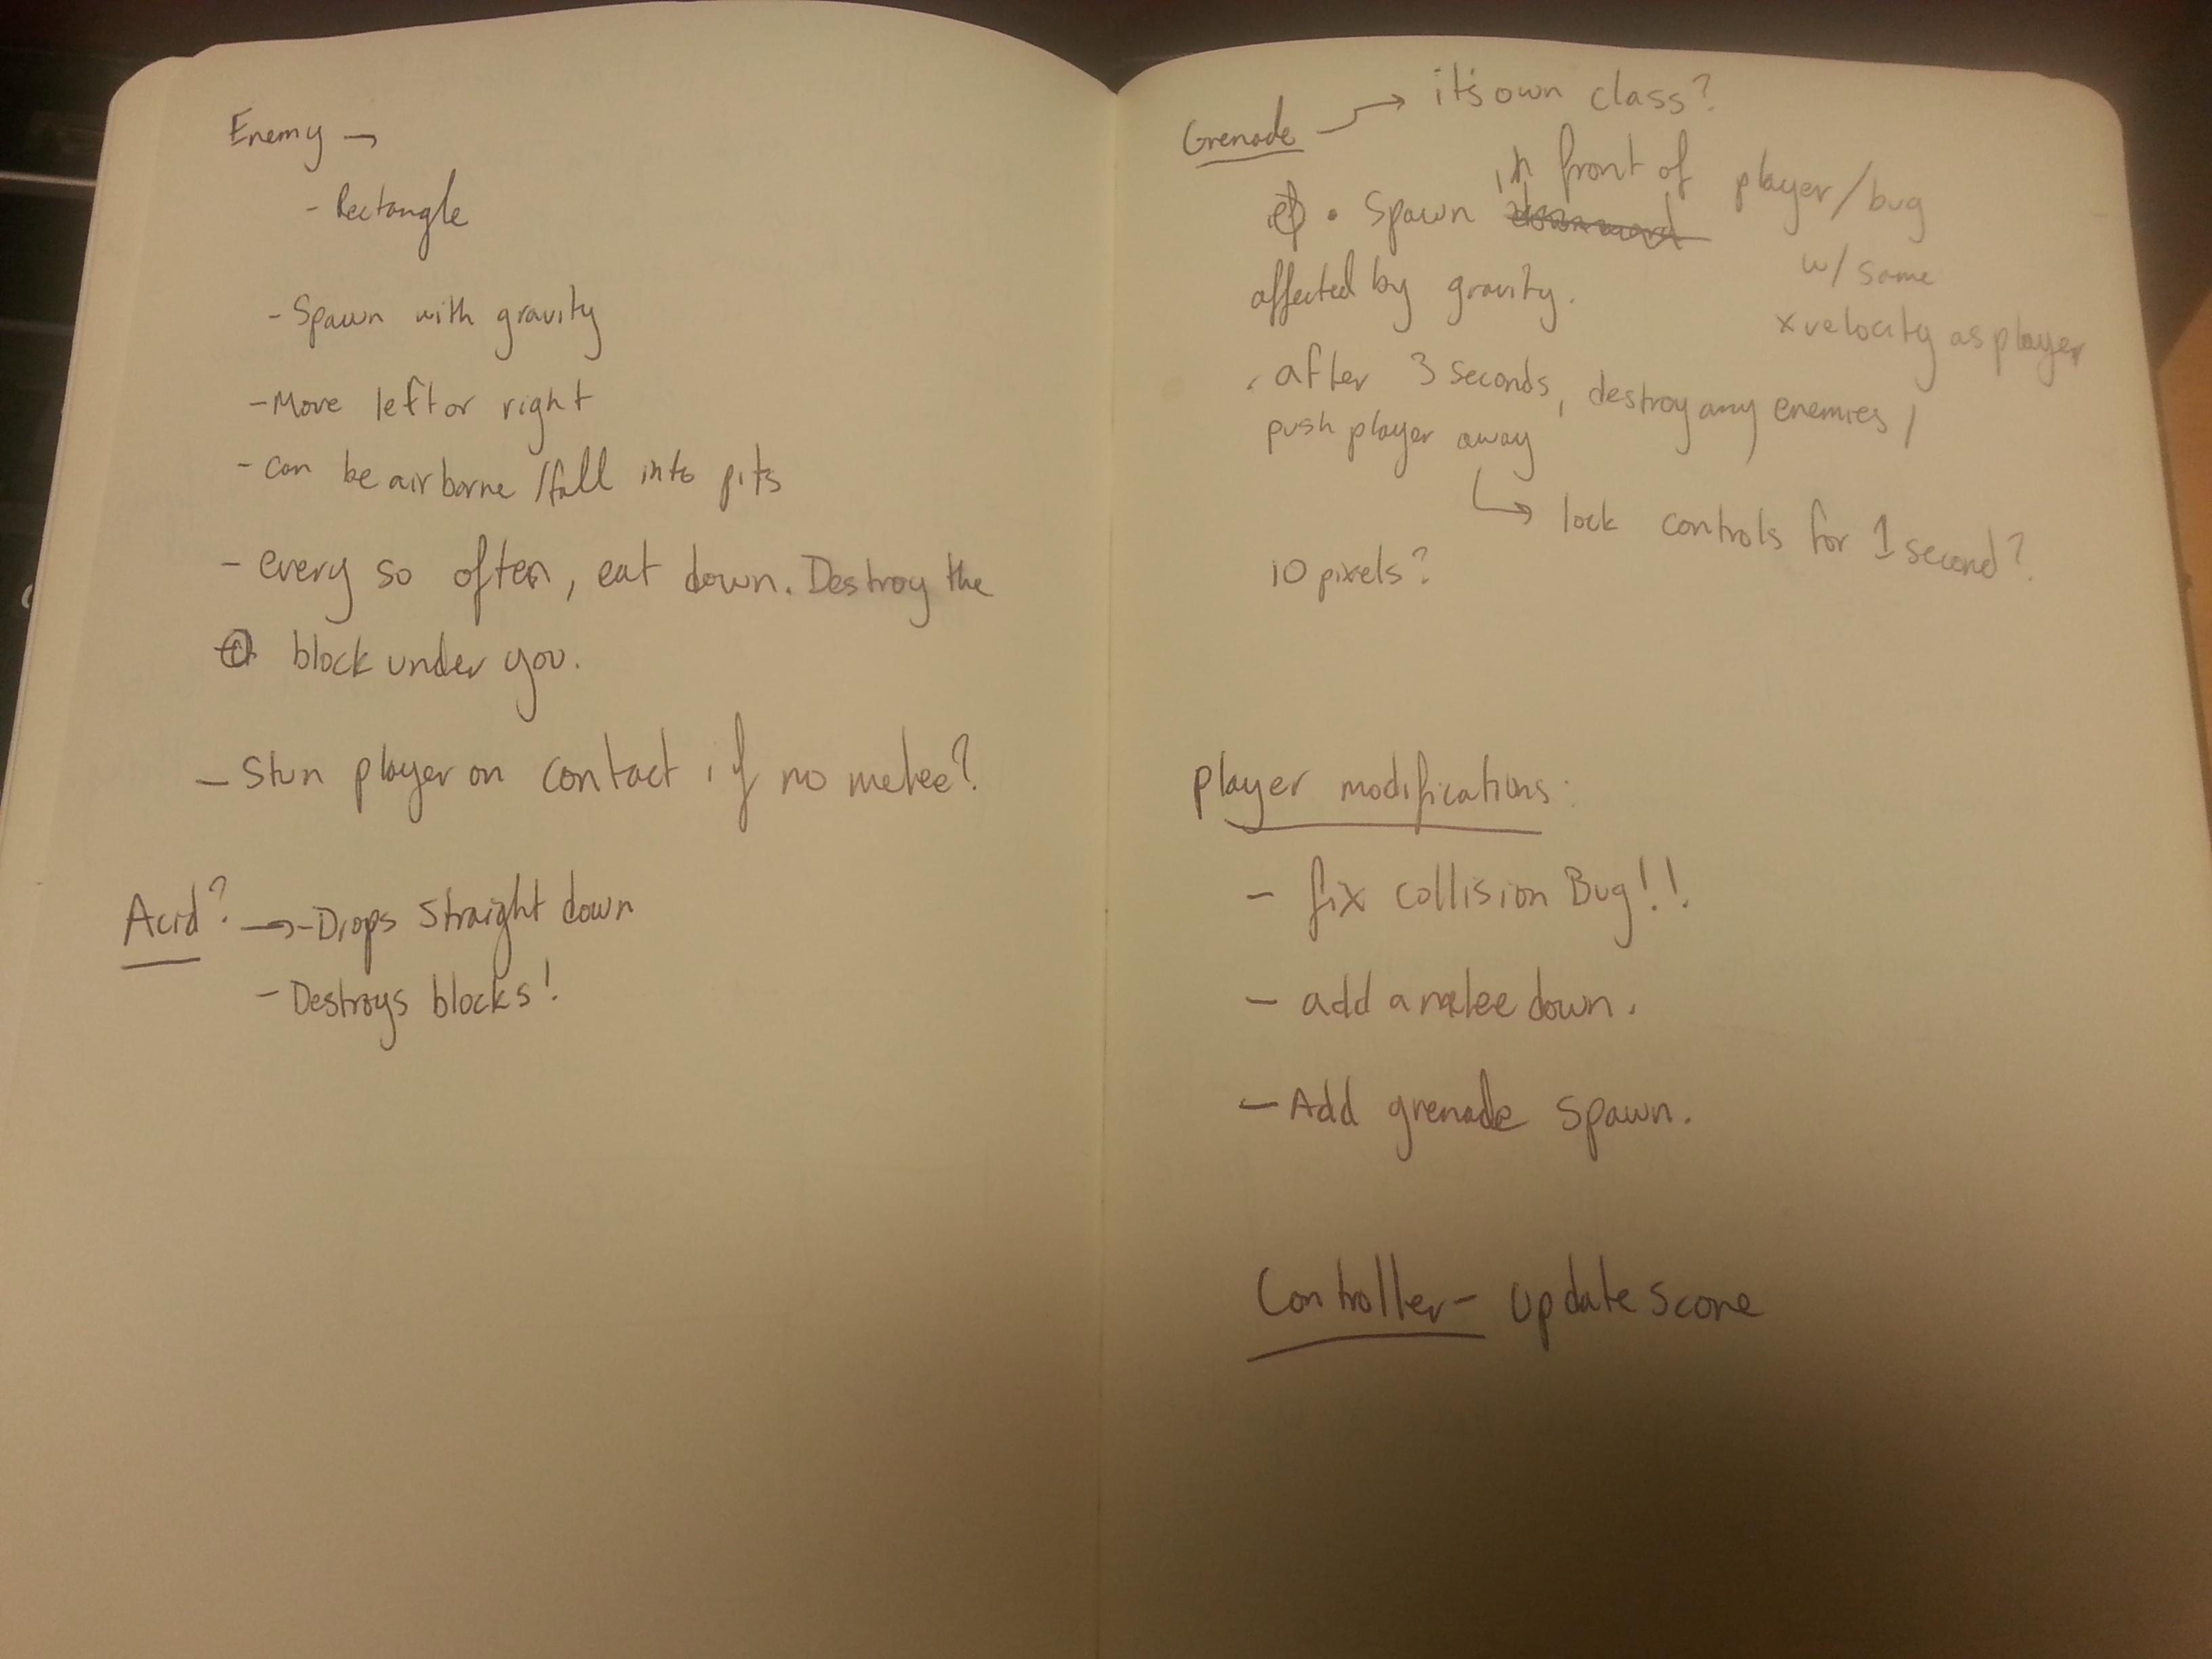 Enemy →
- Rectangle
- Spawn with gravity
- Move left or right
- can be airborne /fall into pits
- every so often, eat down. Destroy the
block under you.
- Stun player on contact if no melee?
Acid? → - Drops straight down
- Destroys blocks!
Grenade → it's own class?
• Spawn in front of player/bug
w/ same
x velocity as player
affected by gravity.
• after 3 seconds, destroy any enemies /
push player away
↳ lock controls for 1 second?
10 pixels?
player modifications:
- fix collision Bug!!
- add a melee down.
- Add grenade spawn.
Controller - update score